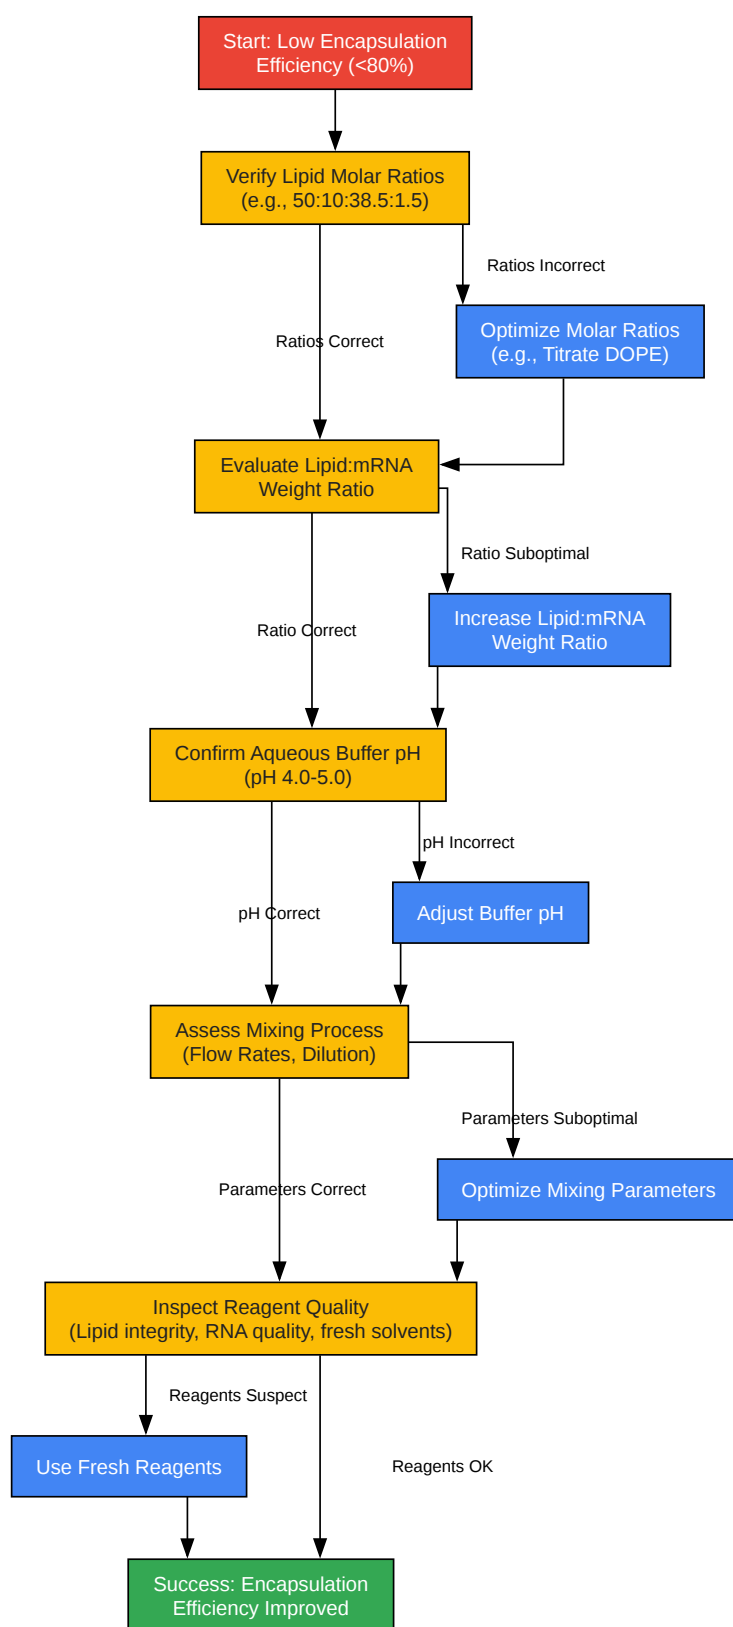 Start: Low Encapsulation
Efficiency (<80%)
Verify Lipid Molar Ratios
(e.g., 50:10:38.5:1.5)
Ratios Incorrect
Optimize Molar Ratios
(e.g., Titrate DOPE)
Ratios Correct
Evaluate Lipid:mRNA
Weight Ratio
Ratio Suboptimal
Increase Lipid:mRNA
Weight Ratio
Ratio Correct
Confirm Aqueous Buffer pH
(pH 4.0-5.0)
pH Incorrect
Adjust Buffer pH
pH Correct
Assess Mixing Process
(Flow Rates, Dilution)
Parameters Suboptimal
Optimize Mixing Parameters
Parameters Correct
Inspect Reagent Quality
(Lipid integrity, RNA quality, fresh solvents)
Reagents Suspect
Use Fresh Reagents
Reagents OK
Success: Encapsulation
Efficiency Improved